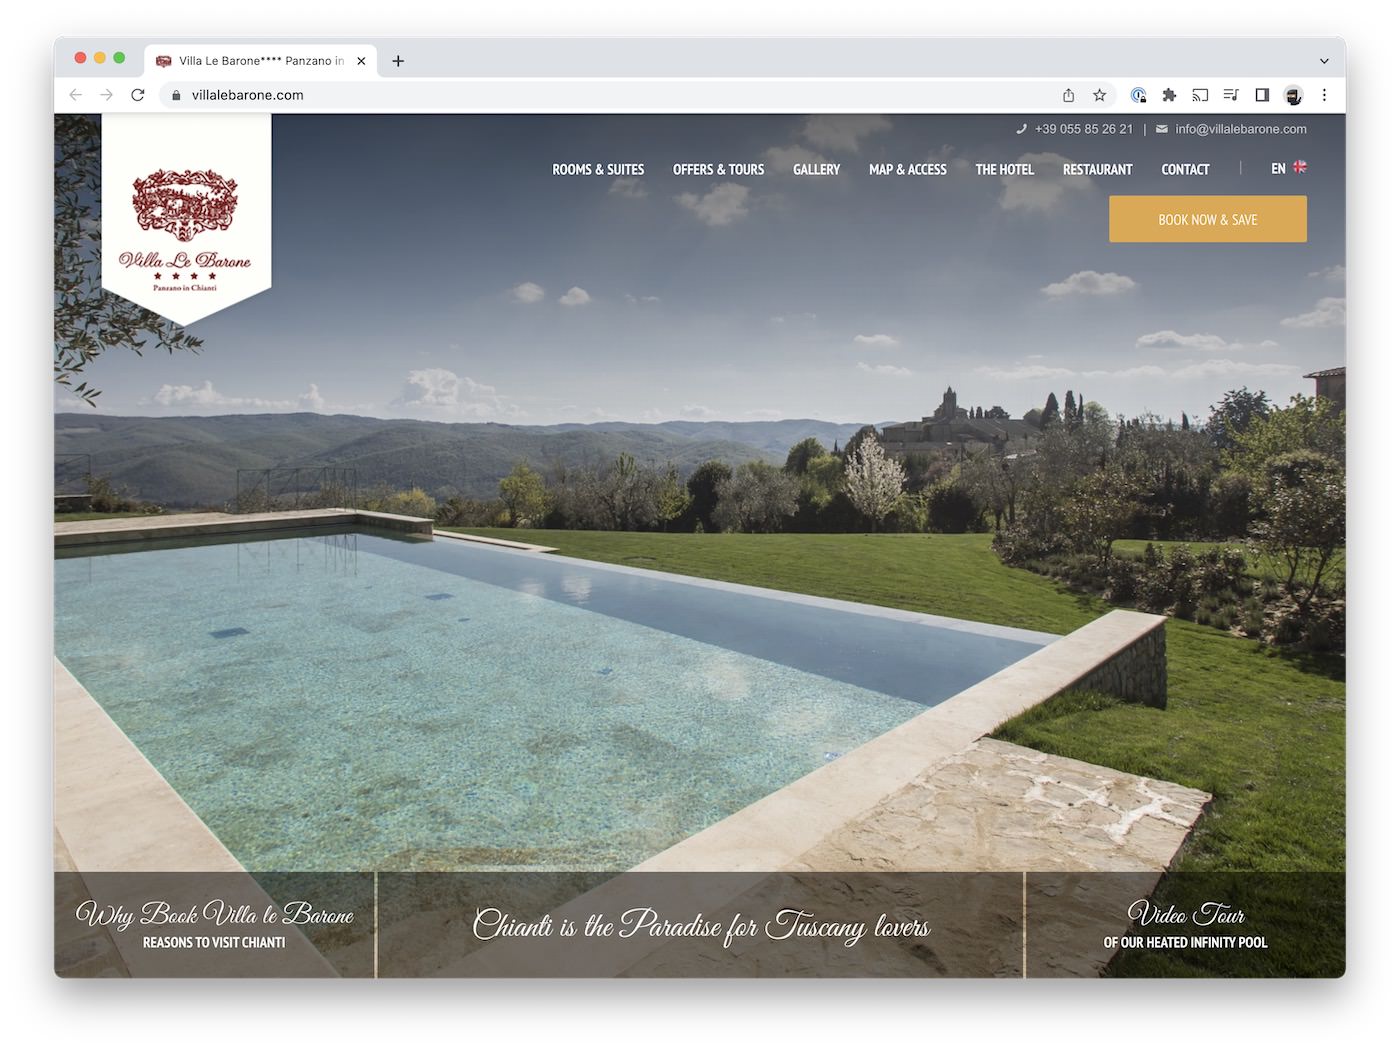 Villa Le Barone**** Panzano in
villalebarone.com
+39 055 85 26 21 | info@villalebarone.com
ROOMS & SUITES OFFERS & TOURS GALLERY MAP & ACCESS THE HOTEL RESTAURANT CONTACT | EN
BOOK NOW & SAVE
Villa Le Barone
★ ★ ★ ★
Panzano in Chianti
Why Book Villa le Barone
REASONS TO VISIT CHIANTI
Chianti is the Paradise for Tuscany lovers
Video Tour
OF OUR HEATED INFINITY POOL